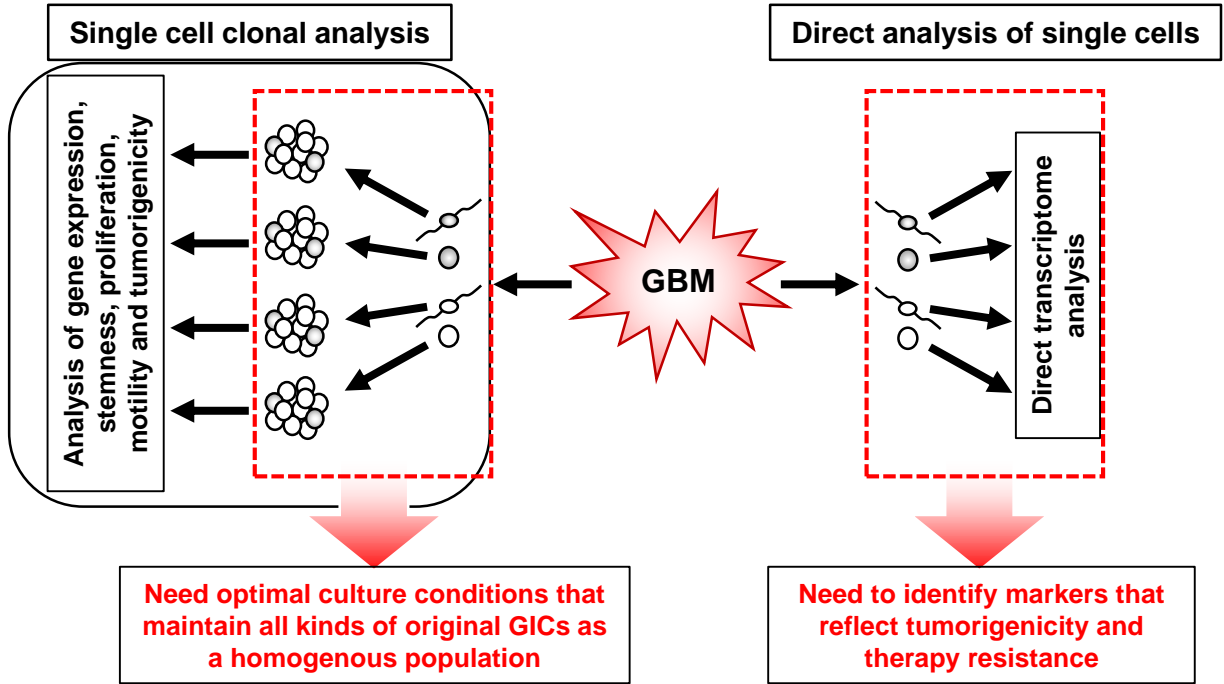 Single cell clonal analysis
Direct analysis of single cells
Analysis of gene expression,
stemness, proliferation,
motility and tumorigenicity
GBM
Direct transcriptome
analysis
Need optimal culture conditions that
maintain all kinds of original GICs as
a homogenous population
Need to identify markers that
reflect tumorigenicity and
therapy resistance